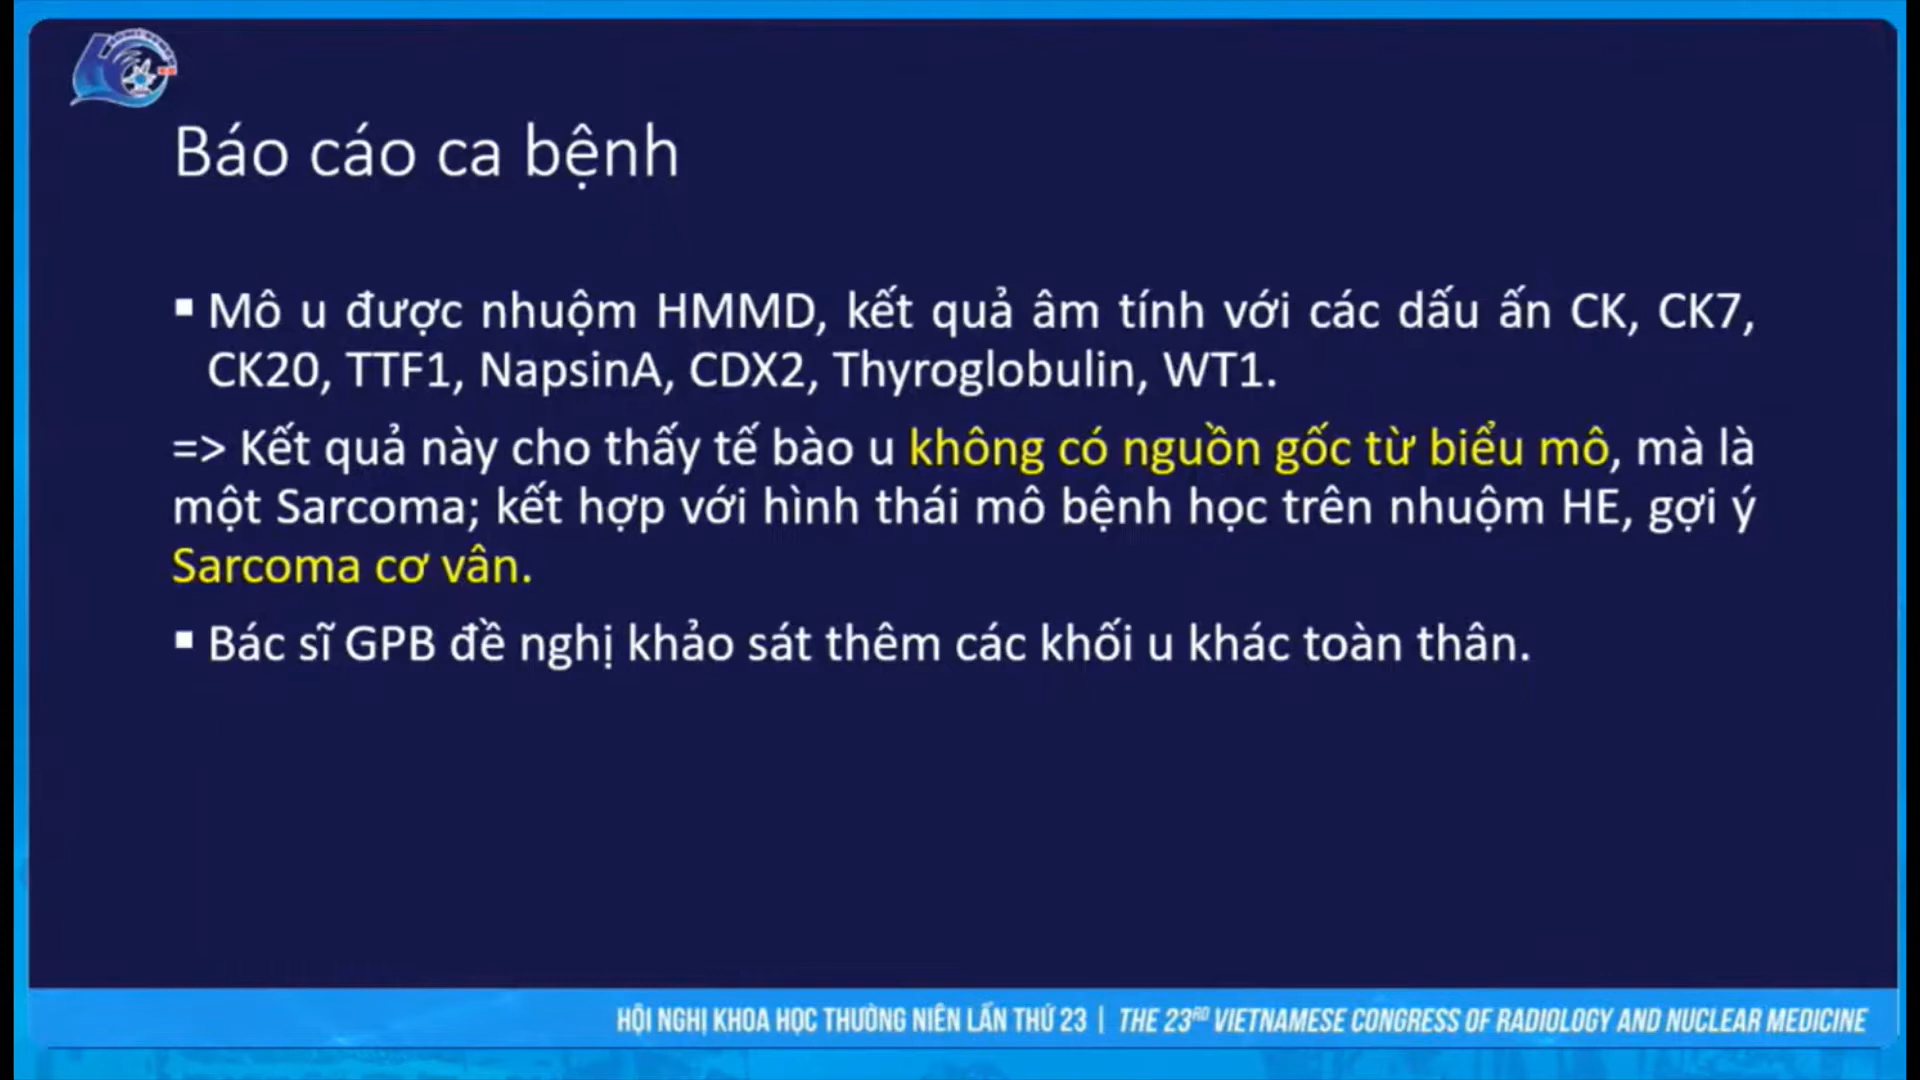 Báo cáo ca bệnh
▪ Mô u được nhuộm HMMD, kết quả âm tính với các dấu ấn CK, CK7,
CK20, TTF1, NapsinA, CDX2, Thyroglobulin, WT1.
=> Kết quả này cho thấy tế bào u không có nguồn gốc từ biểu mô, mà là
một Sarcoma; kết hợp với hình thái mô bệnh học trên nhuộm HE, gợi ý
Sarcoma cơ vân.
▪ Bác sĩ GPB đề nghị khảo sát thêm các khối u khác toàn thân.
HỘI NGHỊ KHOA HỌC THƯỜNG NIÊN LẦN THỨ 23 | THE 23RD VIETNAMESE CONGRESS OF RADIOLOGY AND NUCLEAR MEDICINE